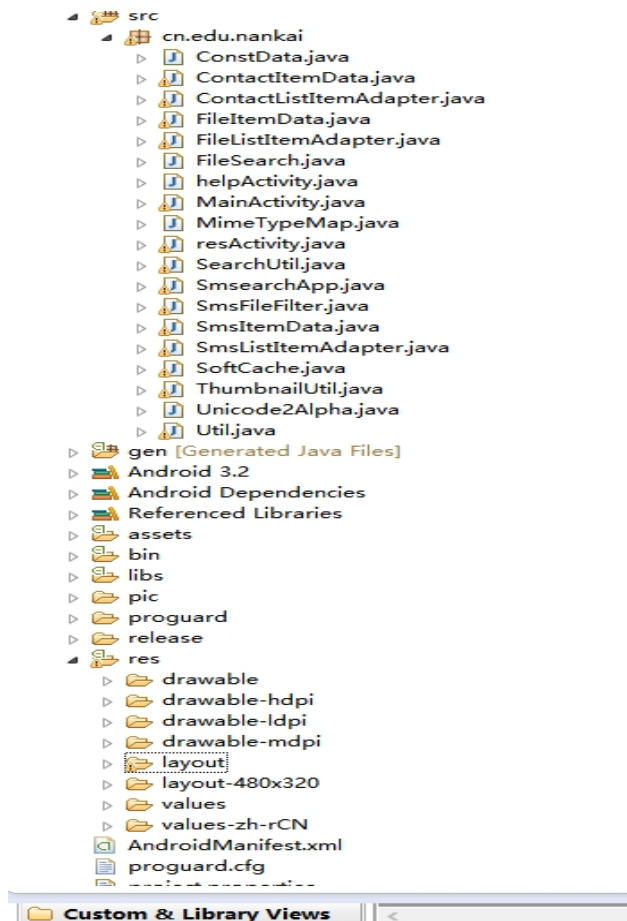 src
cn.edu.nankai
ConstData.java
ContactItemData.java
ContactListItemAdapter.java
FileItemData.java
FileListItemAdapter.java
FileSearch.java
helpActivity.java
MainActivity.java
MimeTypeMap.java
resActivity.java
SearchUtil.java
SmsearchApp.java
SmsFileFilter.java
SmsItemData.java
SmsListItemAdapter.java
SoftCache.java
ThumbnailUtil.java
Unicode2Alpha.java
Util.java
gen [Generated Java Files]
Android 3.2
Android Dependencies
Referenced Libraries
assets
bin
libs
pic
proguard
release
res
drawable
drawable-hdpi
drawable-ldpi
drawable-mdpi
layout
layout-480x320
values
values-zh-rCN
AndroidManifest.xml
proguard.cfg
Custom & Library Views